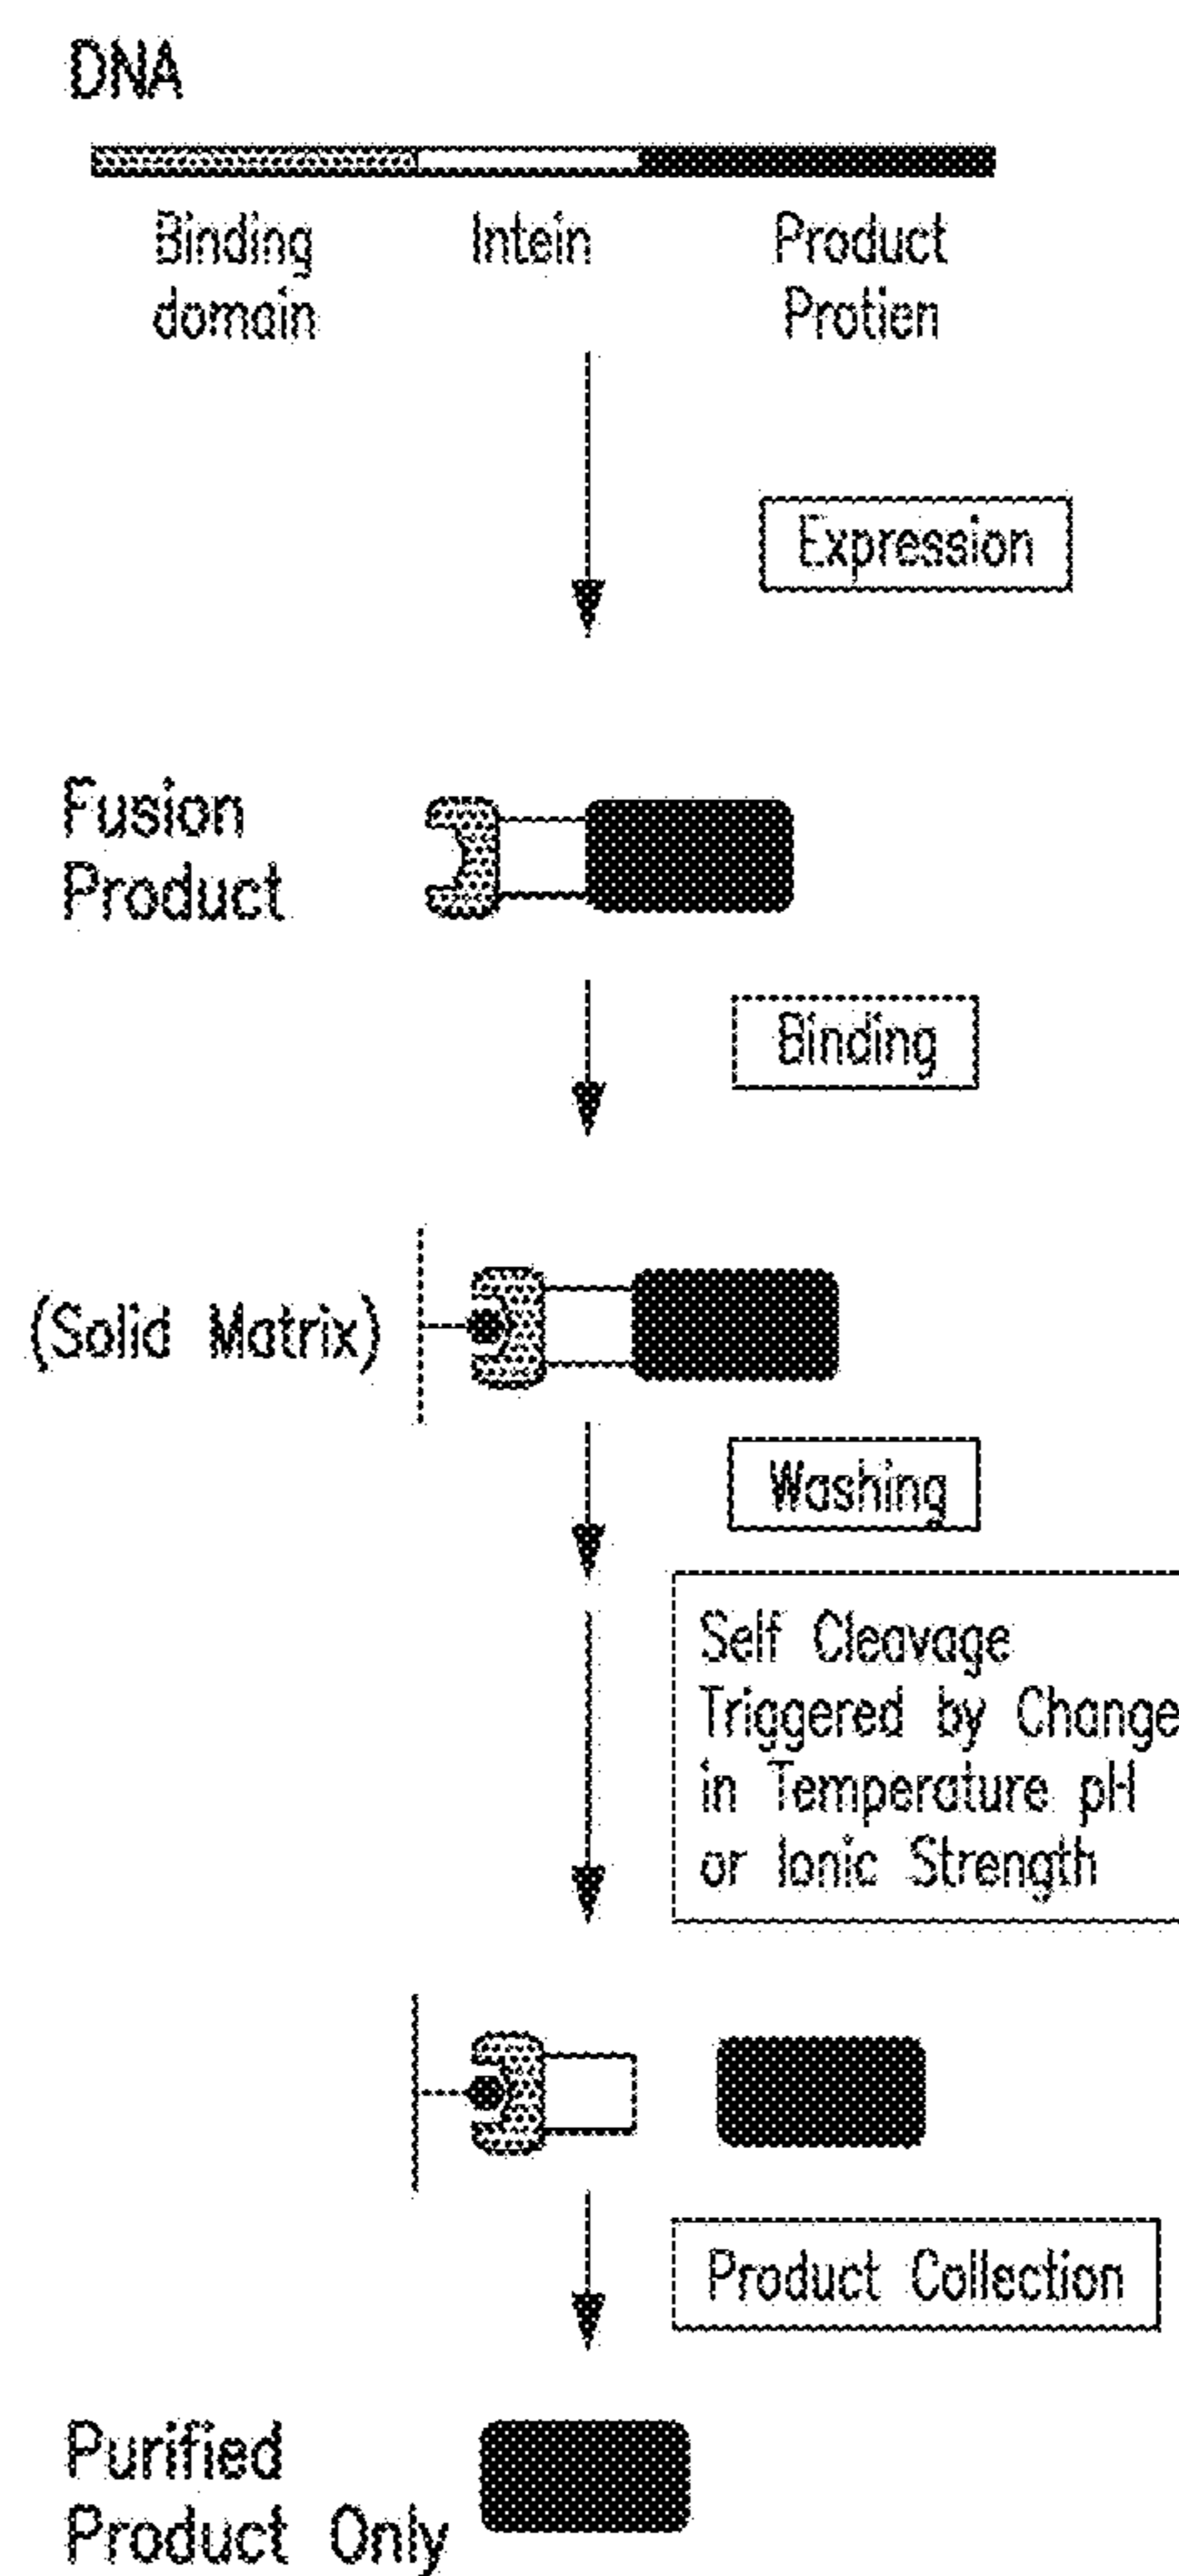 DNA
Binding
domain
Intein
Product
Protien
Expression
Fusion
Product
Binding
(Solid Matrix)
Washing
Self Cleavage
Triggered by Change
in Temperature pH
or Ionic Strength
Product Collection
Purified
Product Only